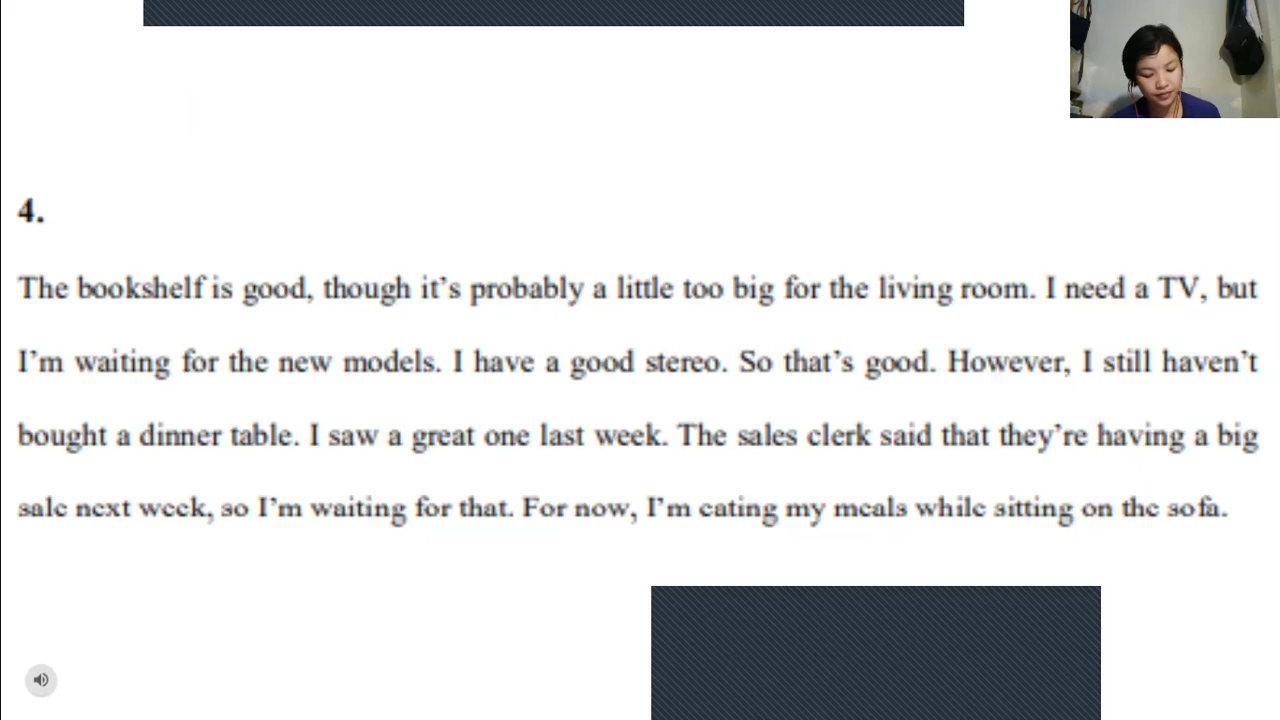 4.
The bookshelf is good, though it's probably a little too big for the living room. I need a TV, but
I'm waiting for the new models. I have a good stereo. So that's good. However, I still haven't
bought a dinner table. I saw a great one last week. The sales clerk said that they're having a big
sale next week, so I'm waiting for that. For now, I'm eating my meals while sitting on the sofa.